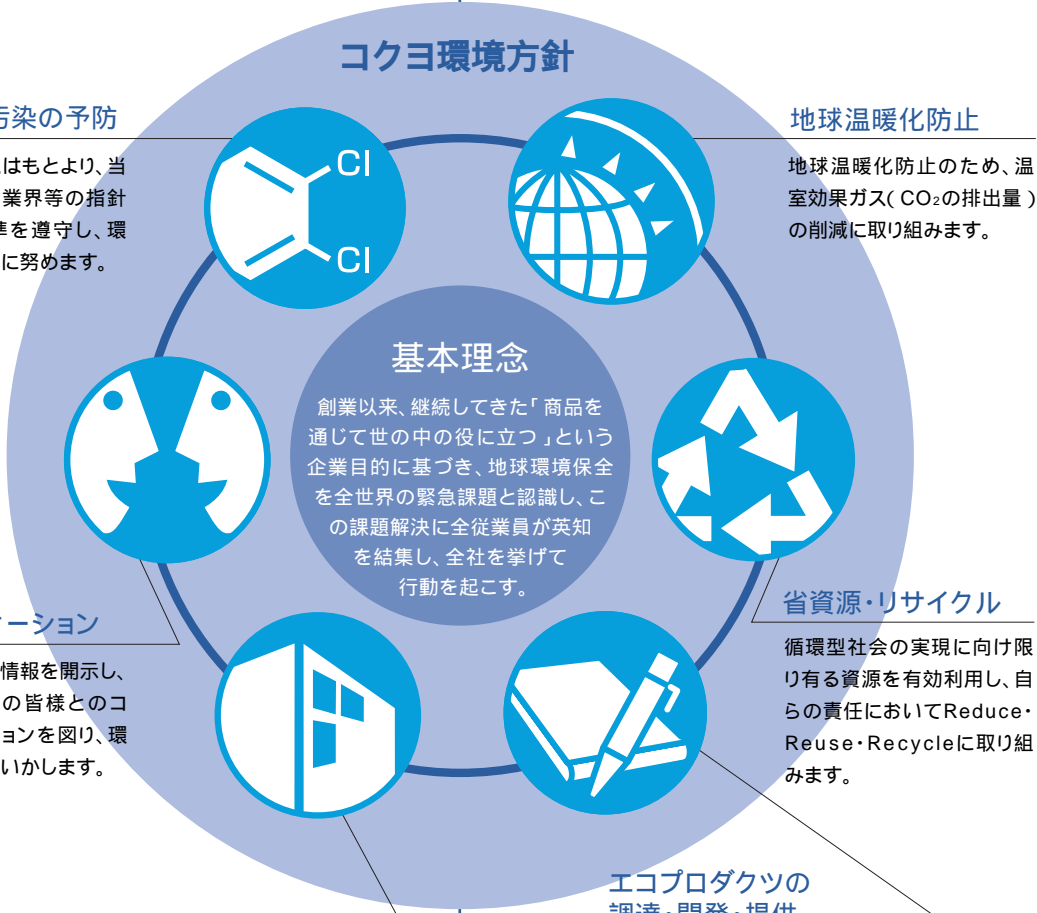 コクヨ環境方針
汚染の予防
はもとより、当
業界等の指針
準を遵守し、環
に努めます。
Cl
Cl
地球温暖化防止
地球温暖化防止のため、温
室効果ガス(CO₂の排出量)
の削減に取り組みます。
基本理念
創業以来、継続してきた「商品を
通じて世の中の役に立つ」という
企業目的に基づき、地球環境保全
を全世界の緊急課題と認識し、こ
の課題解決に全従業員が英知
を結集し、全社を挙げて
行動を起こす。
ーション
情報を開示し、
の皆様とのコ
ョンを図り、環
いかします。
省資源・リサイクル
循環型社会の実現に向け限
り有る資源を有効利用し、自
らの責任においてReduce・
Reuse・Recycleに取り組
みます。
エコプロダクツの
調達・開発・提供